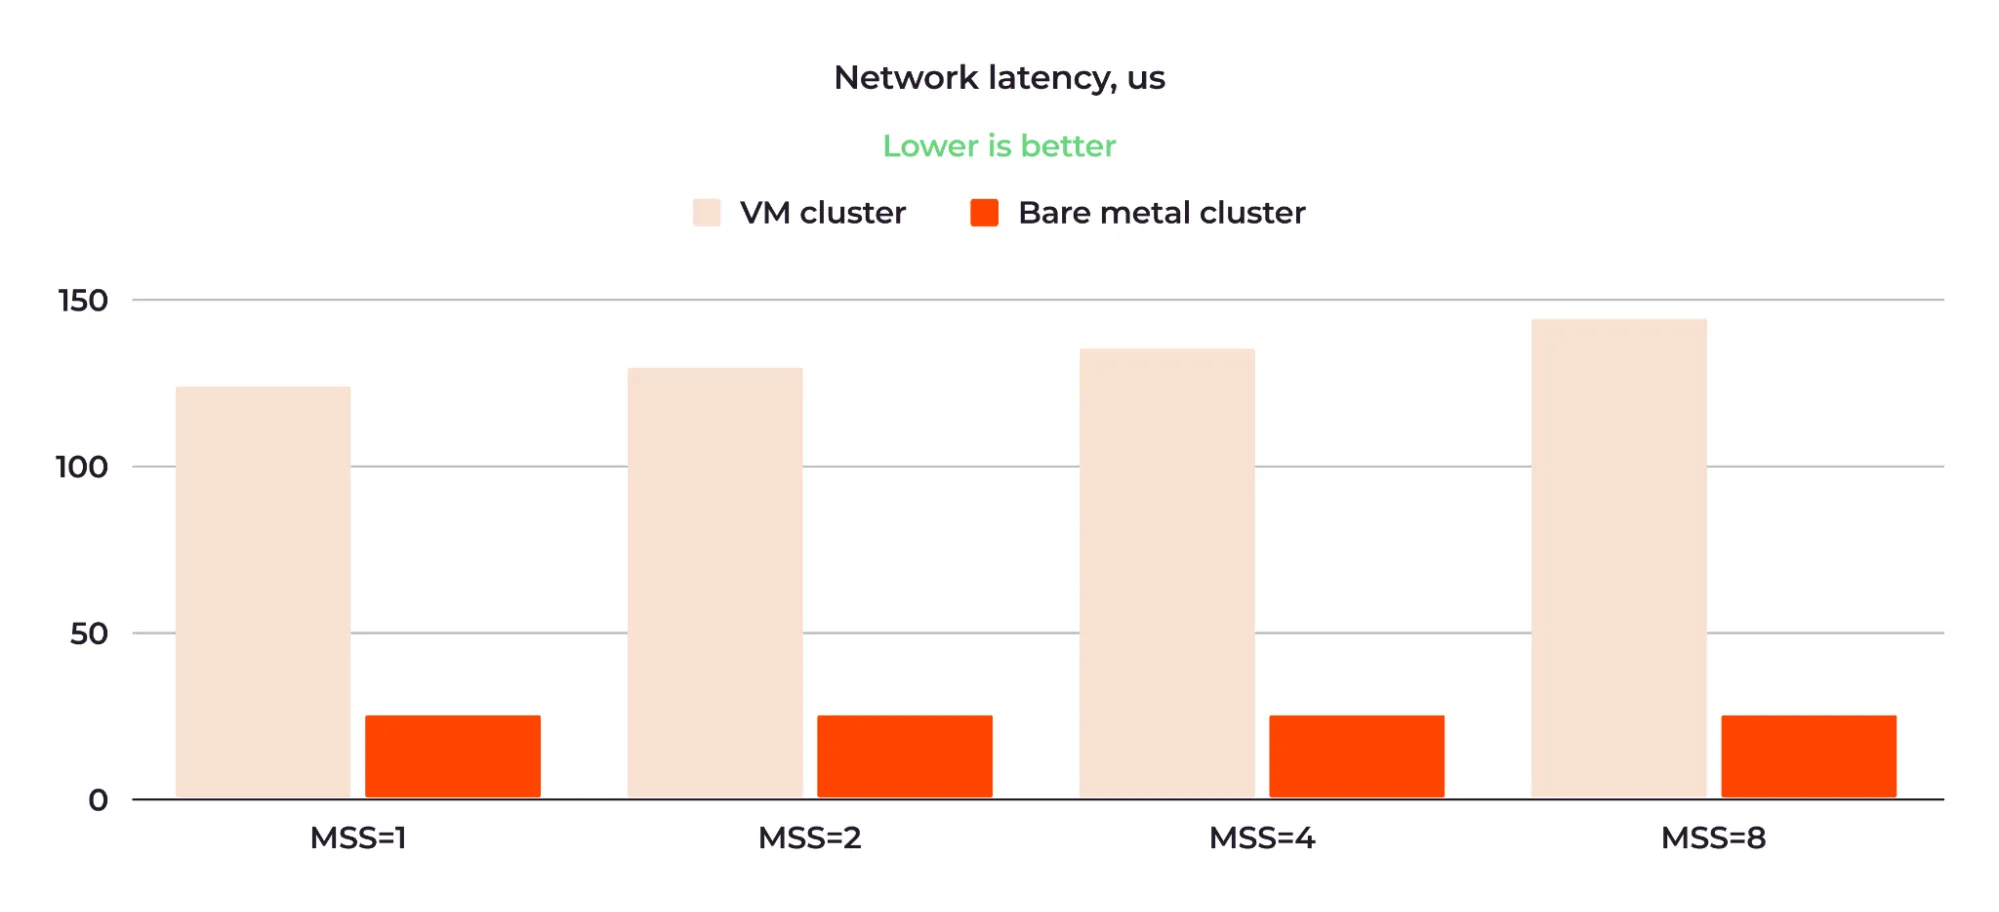 Network latency, us
Lower is better
VM cluster
Bare metal cluster
150
100
50
0
MSS=1
MSS=2
MSS=4
MSS=8